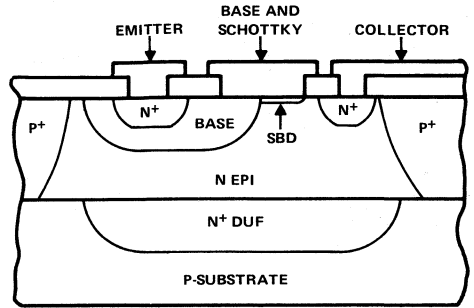 BASE AND
EMITTER SCHOTTKY COLLECTOR
P+ N+ BASE SBD N+ P+
N EPI
N+ DUF
P-SUBSTRATE